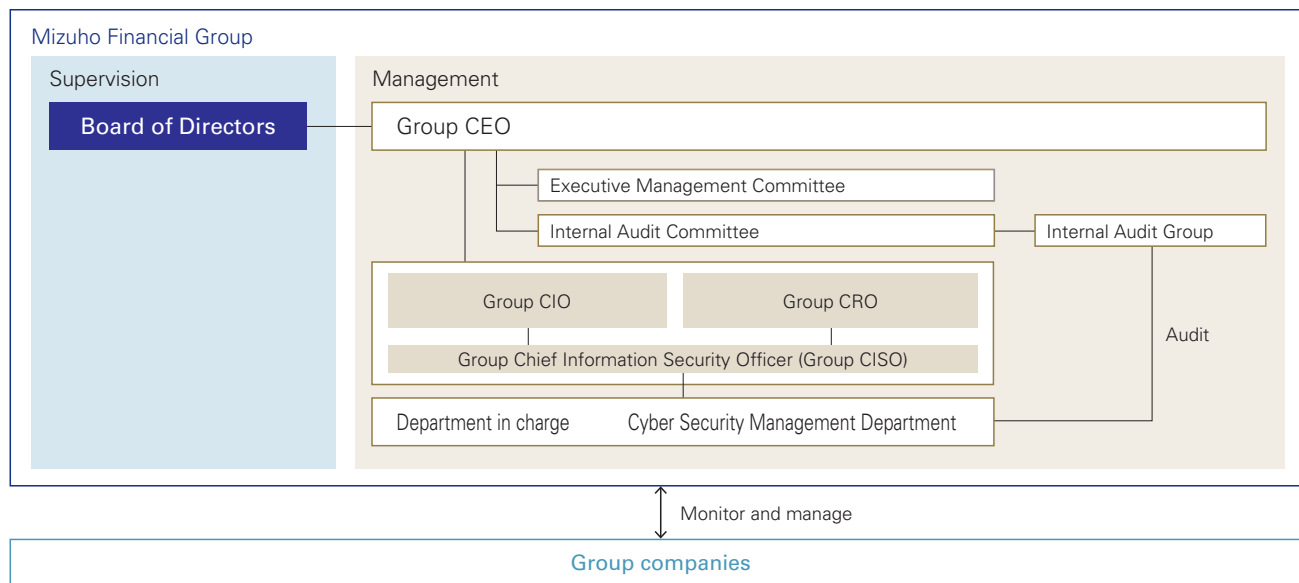 Mizuho Financial Group
Supervision
Management
Board of Directors
Group CEO
Executive Management Committee
Internal Audit Committee
Internal Audit Group
Group CIO
Group CRO
Audit
Group Chief Information Security Officer (Group CISO)
Department in charge
Cyber Security Management Department
Monitor and manage
Group companies